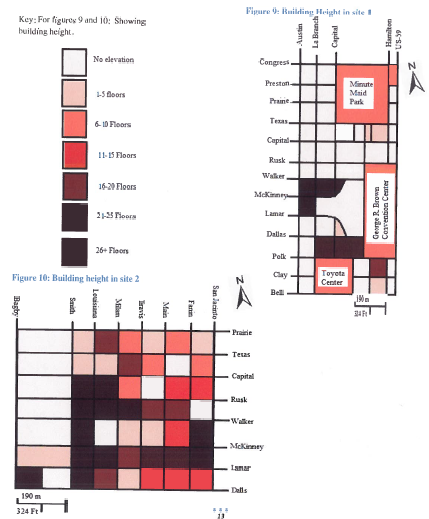 Key: For figures 9 and 10: Showing
building height.
No elevation
1-5 floors
6-10 Floors
11-15 Floors
16-20 Floors
21-25 Floors
26+ Floors
Figure 9: Building Height in site 1
Austin
La Branch
Capital
Hamilton
US-59
N
Congress
Preston
Prarie
Texas
Capital
Rusk
Walker
McKinney
Lamar
Dallas
Polk
Clay
Bell
Minute
Maid
Park
George R. Brown
Convention Center
Toyota
Center
190 m
324 Ft
Figure 10: Building height in site 2
N
Bagby
Smith
Louisiana
Milam
Travis
Main
Fannin
San Jacinto
Prairie
Texas
Capital
Rusk
Walker
McKinney
Lamar
Dalls
190 m
324 Ft
13